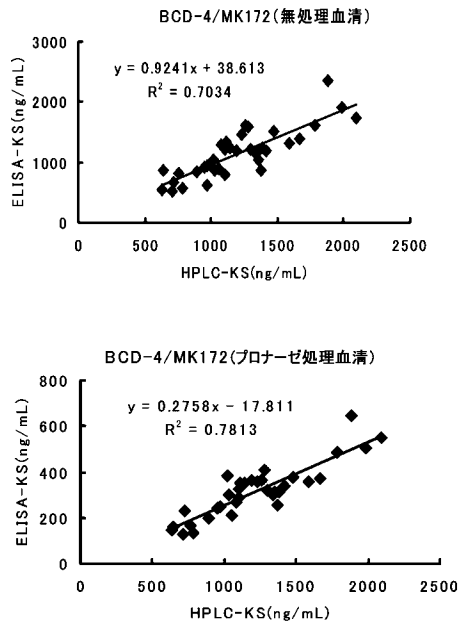 BCD-4/MK172(無処理血清)
3000
2000
1000
0
y = 0.9241x + 38.613
R² = 0.7034
ELISA-KS(ng/mL)
0 500 1000 1500 2000 2500
HPLC-KS(ng/mL)
BCD-4/MK172(プロナーゼ処理血清)
800
600
400
200
0
y = 0.2758x − 17.811
R² = 0.7813
ELISA-KS(ng/mL)
0 500 1000 1500 2000 2500
HPLC-KS(ng/mL)